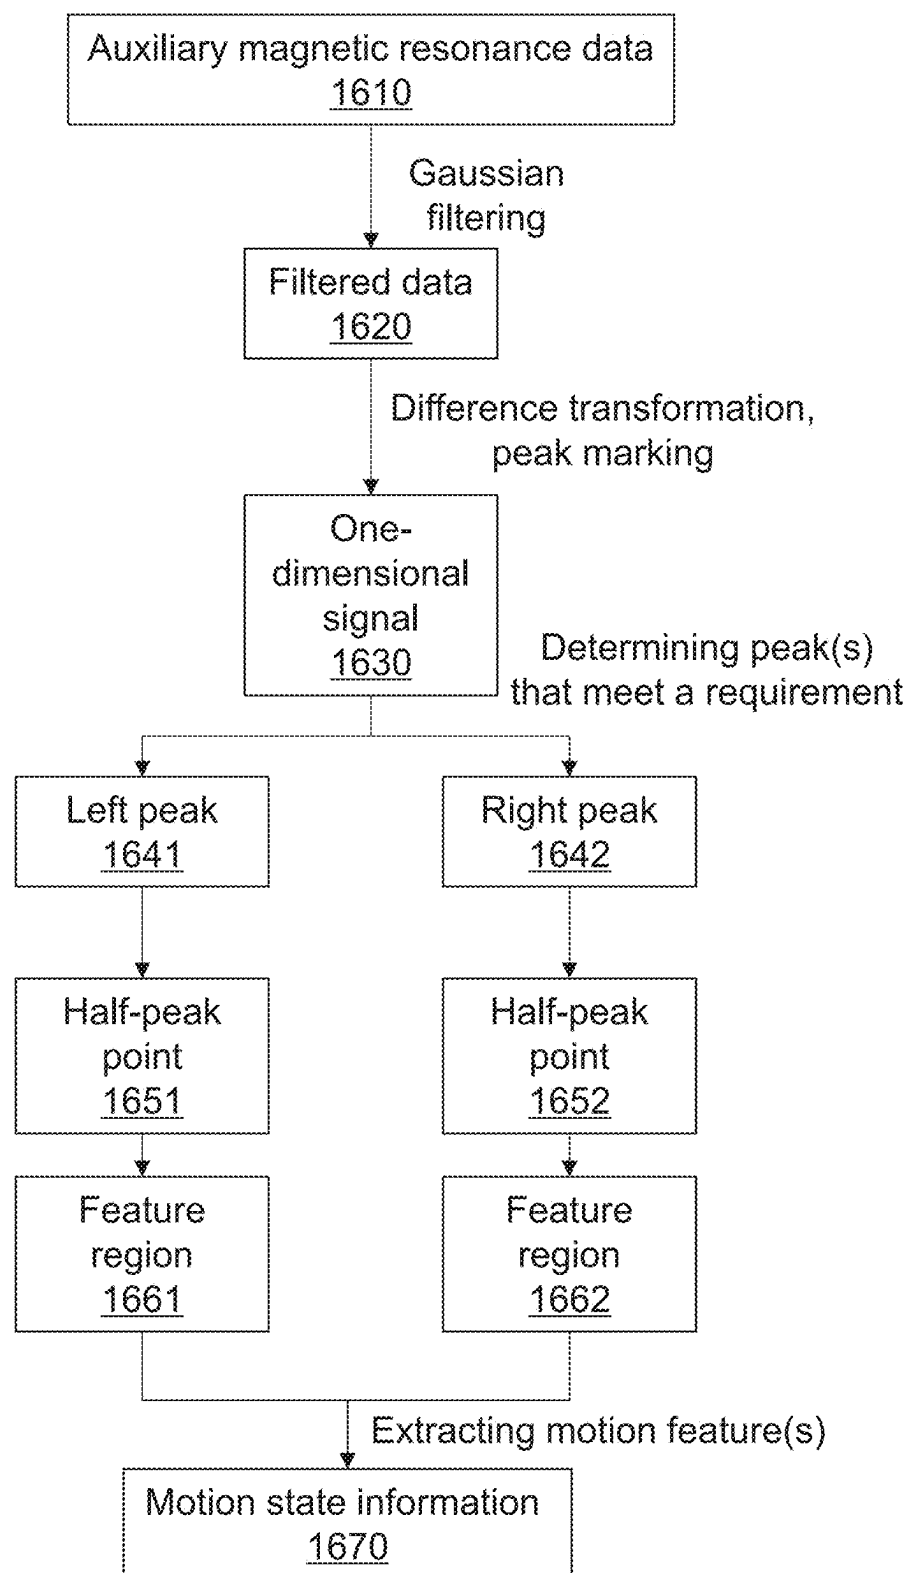 Auxiliary magnetic resonance data
1610
Gaussian
filtering
Filtered data
1620
Difference transformation,
peak marking
One-
dimensional
signal
1630
Determining peak(s)
that meet a requirement
Left peak
1641
Right peak
1642
Half-peak
point
1651
Half-peak
point
1652
Feature
region
1661
Feature
region
1662
Extracting motion feature(s)
Motion state information
1670